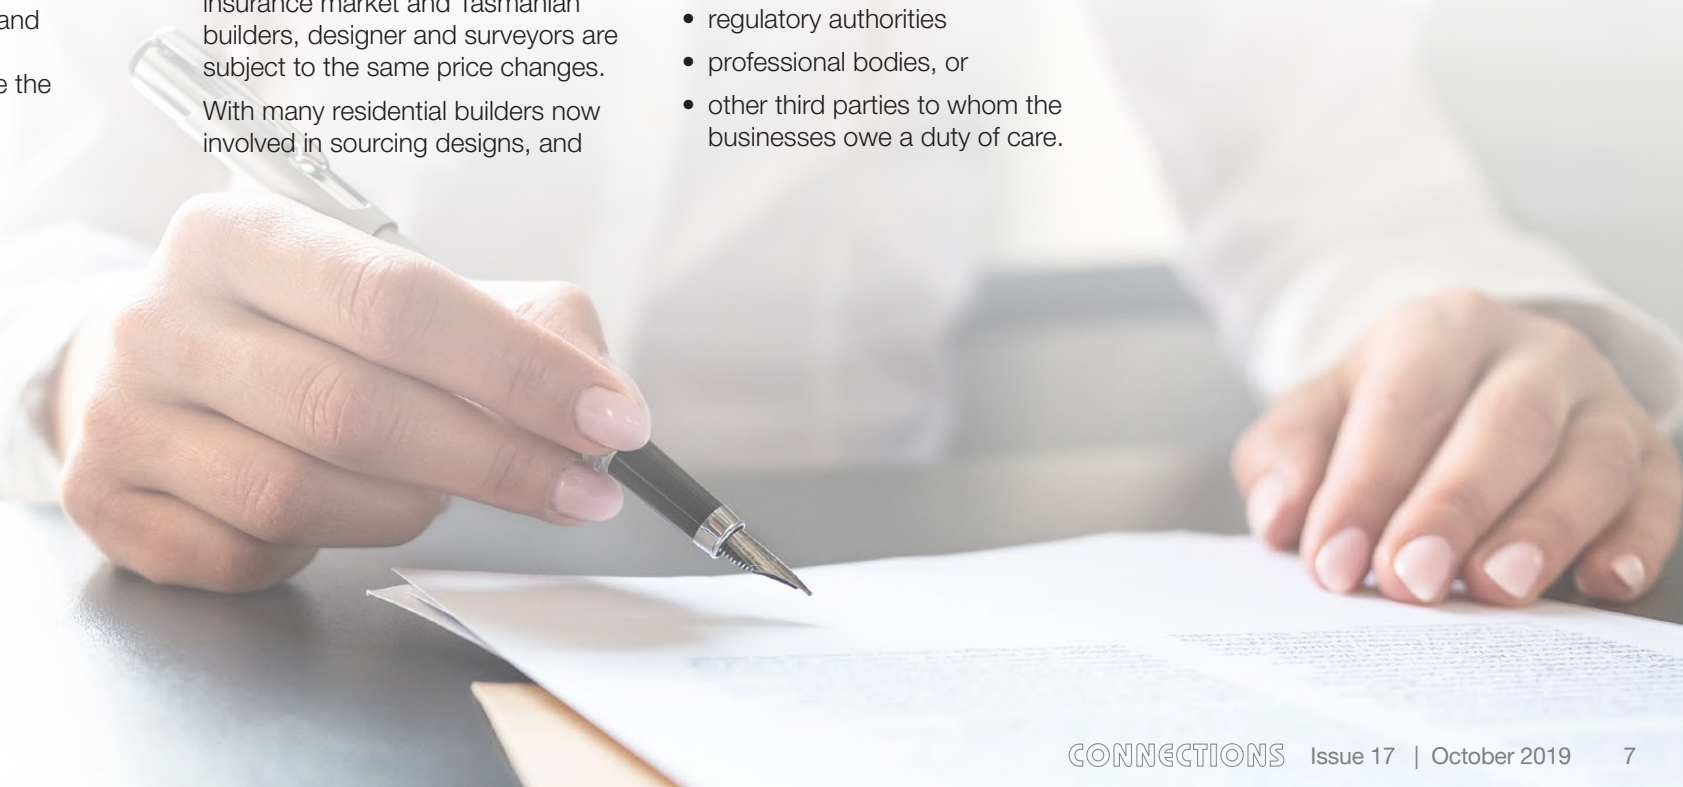 and
e the
insurance market and Tasmanian
builders, designer and surveyors are
subject to the same price changes.
With many residential builders now
involved in sourcing designs, and
• regulatory authorities
• professional bodies, or
• other third parties to whom the
businesses owe a duty of care.
CONNECTIONS Issue 17 | October 2019 7